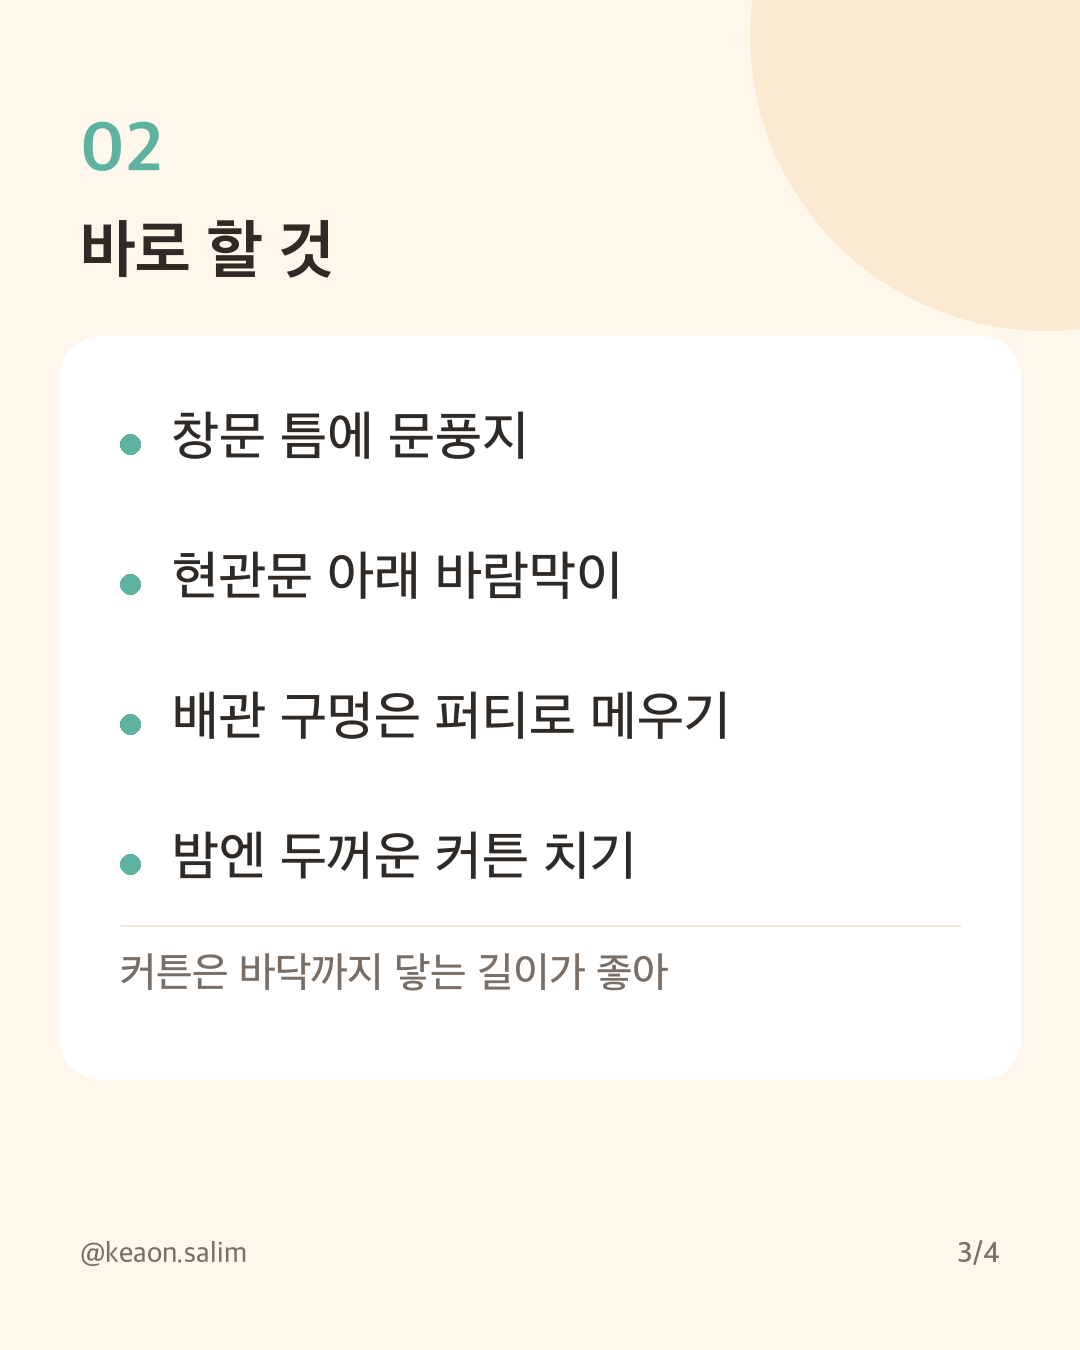 02
바로 할 것
창문 틈에 문풍지
현관문 아래 바람막이
배관 구멍은 퍼티로 메우기
밤엔 두꺼운 커튼 치기
커튼은 바닥까지 닿는 길이가 좋아
@keaon.salim
3/4